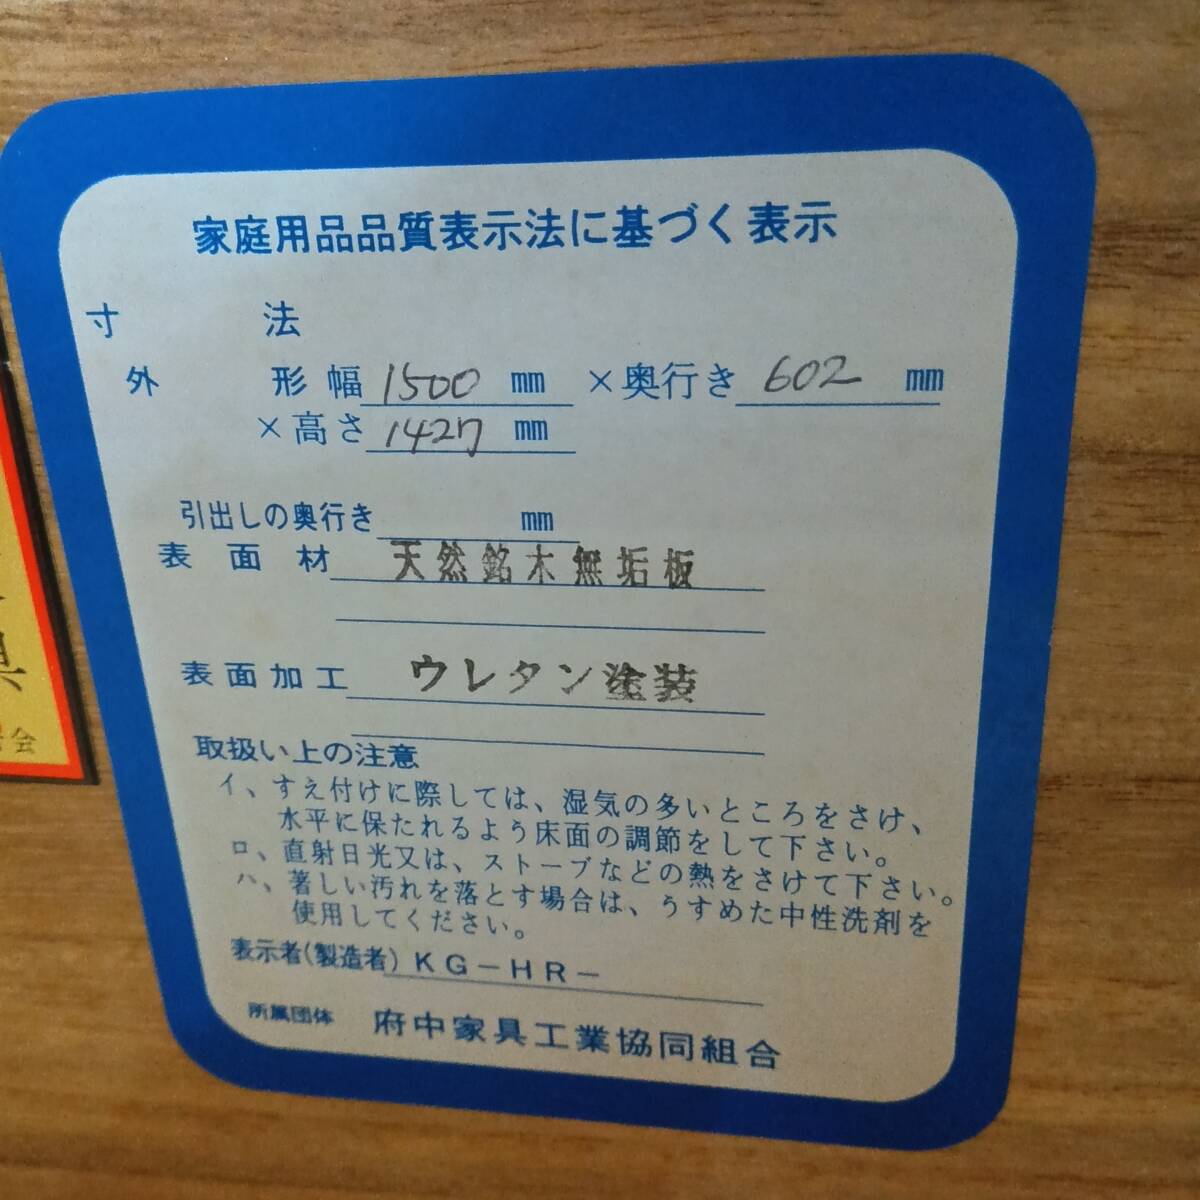 家庭用品品質表示法に基づく表示
寸 法
外 形 幅 1500 mm ×奥行き 602 mm
×高さ 1427 mm
引出しの奥行き mm
表面材 天然銘木無垢板
表面加工 ウレタン塗装
取扱い上の注意
イ、すえ付けに際しては、湿気の多いところをさけ、
水平に保たれるよう床面の調節をして下さい。
ロ、直射日光又は、ストーブなどの熱をさけて下さい。
ハ、著しい汚れを落とす場合は、うすめた中性洗剤を
使用してください。
表示者(製造者) KG-HR-
所属団体 府中家具工業協同組合
具
会